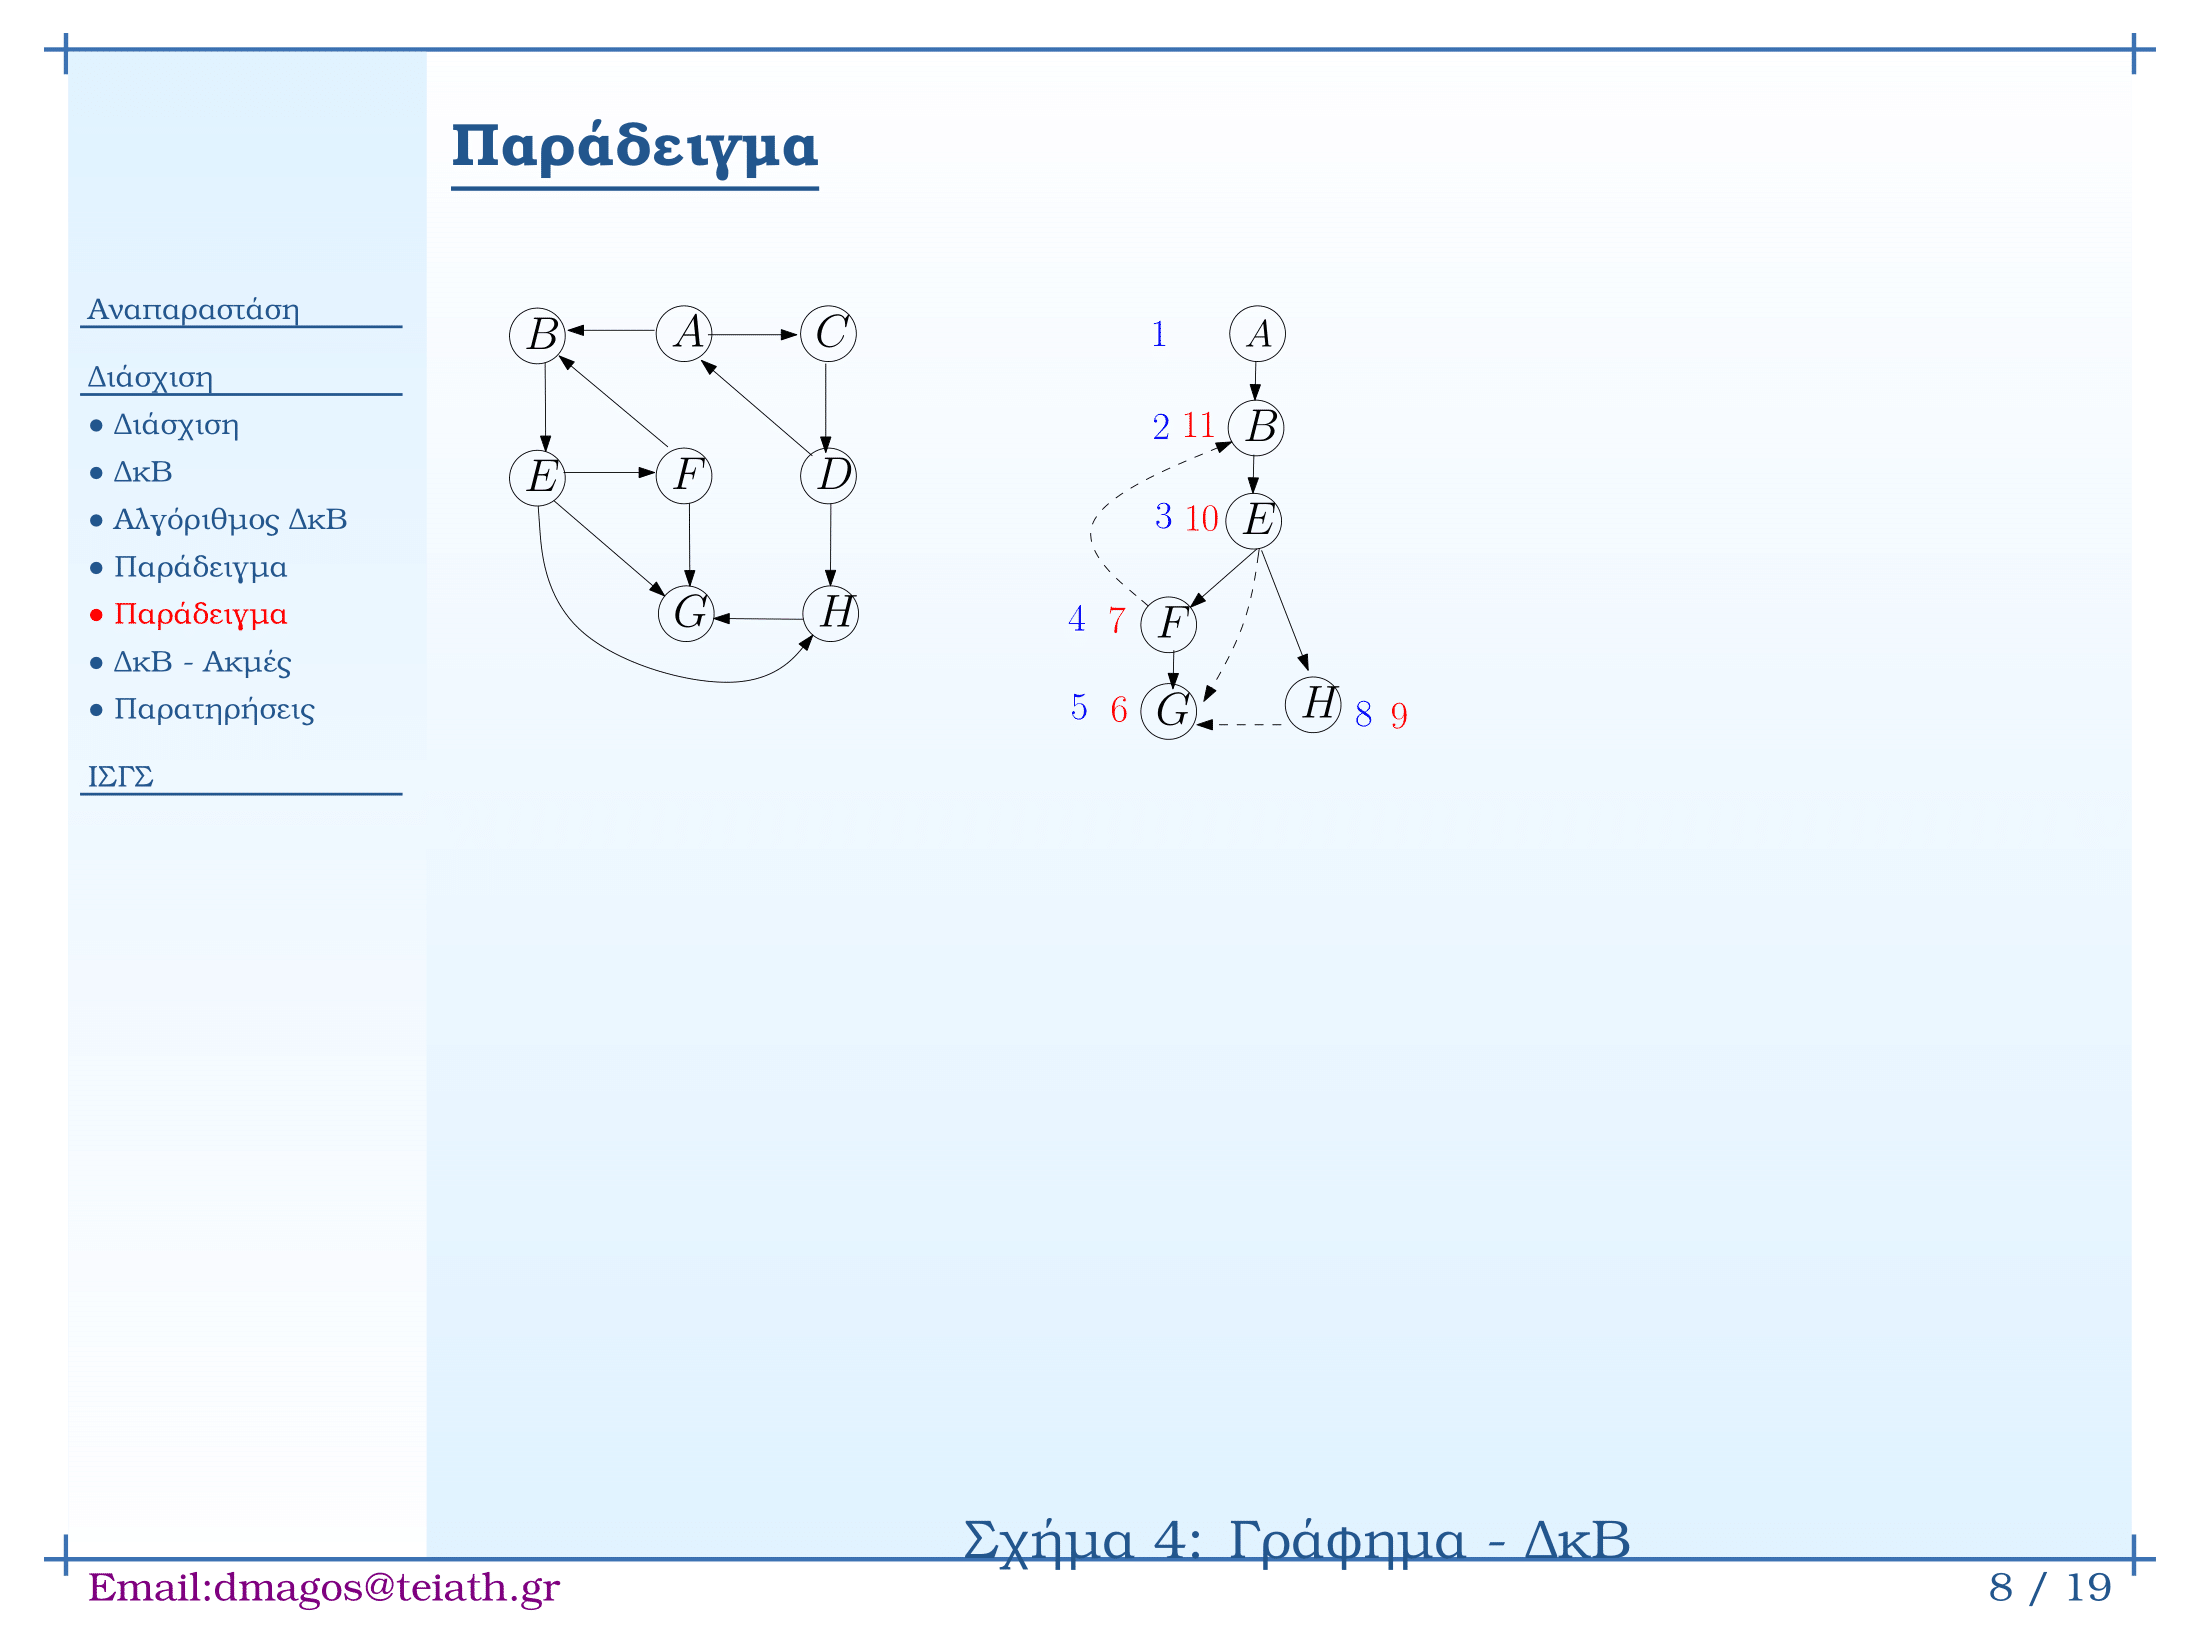 Παράδειγμα
Αναπαραστάση
Διάσχιση
● Διάσχιση
● ΔκΒ
● Αλγόριθμος ΔκΒ
● Παράδειγμα
● Παράδειγμα
● ΔκΒ - Ακμές
● Παρατηρήσεις
ΙΣΓΣ
B A C
E F D
G H
1 A
2 11 B
3 10 E
4 7 F
5 6 G H 8 9
Σχήμα 4: Γράφημα - ΔκΒ
Email:dmagos@teiath.gr
8 / 19